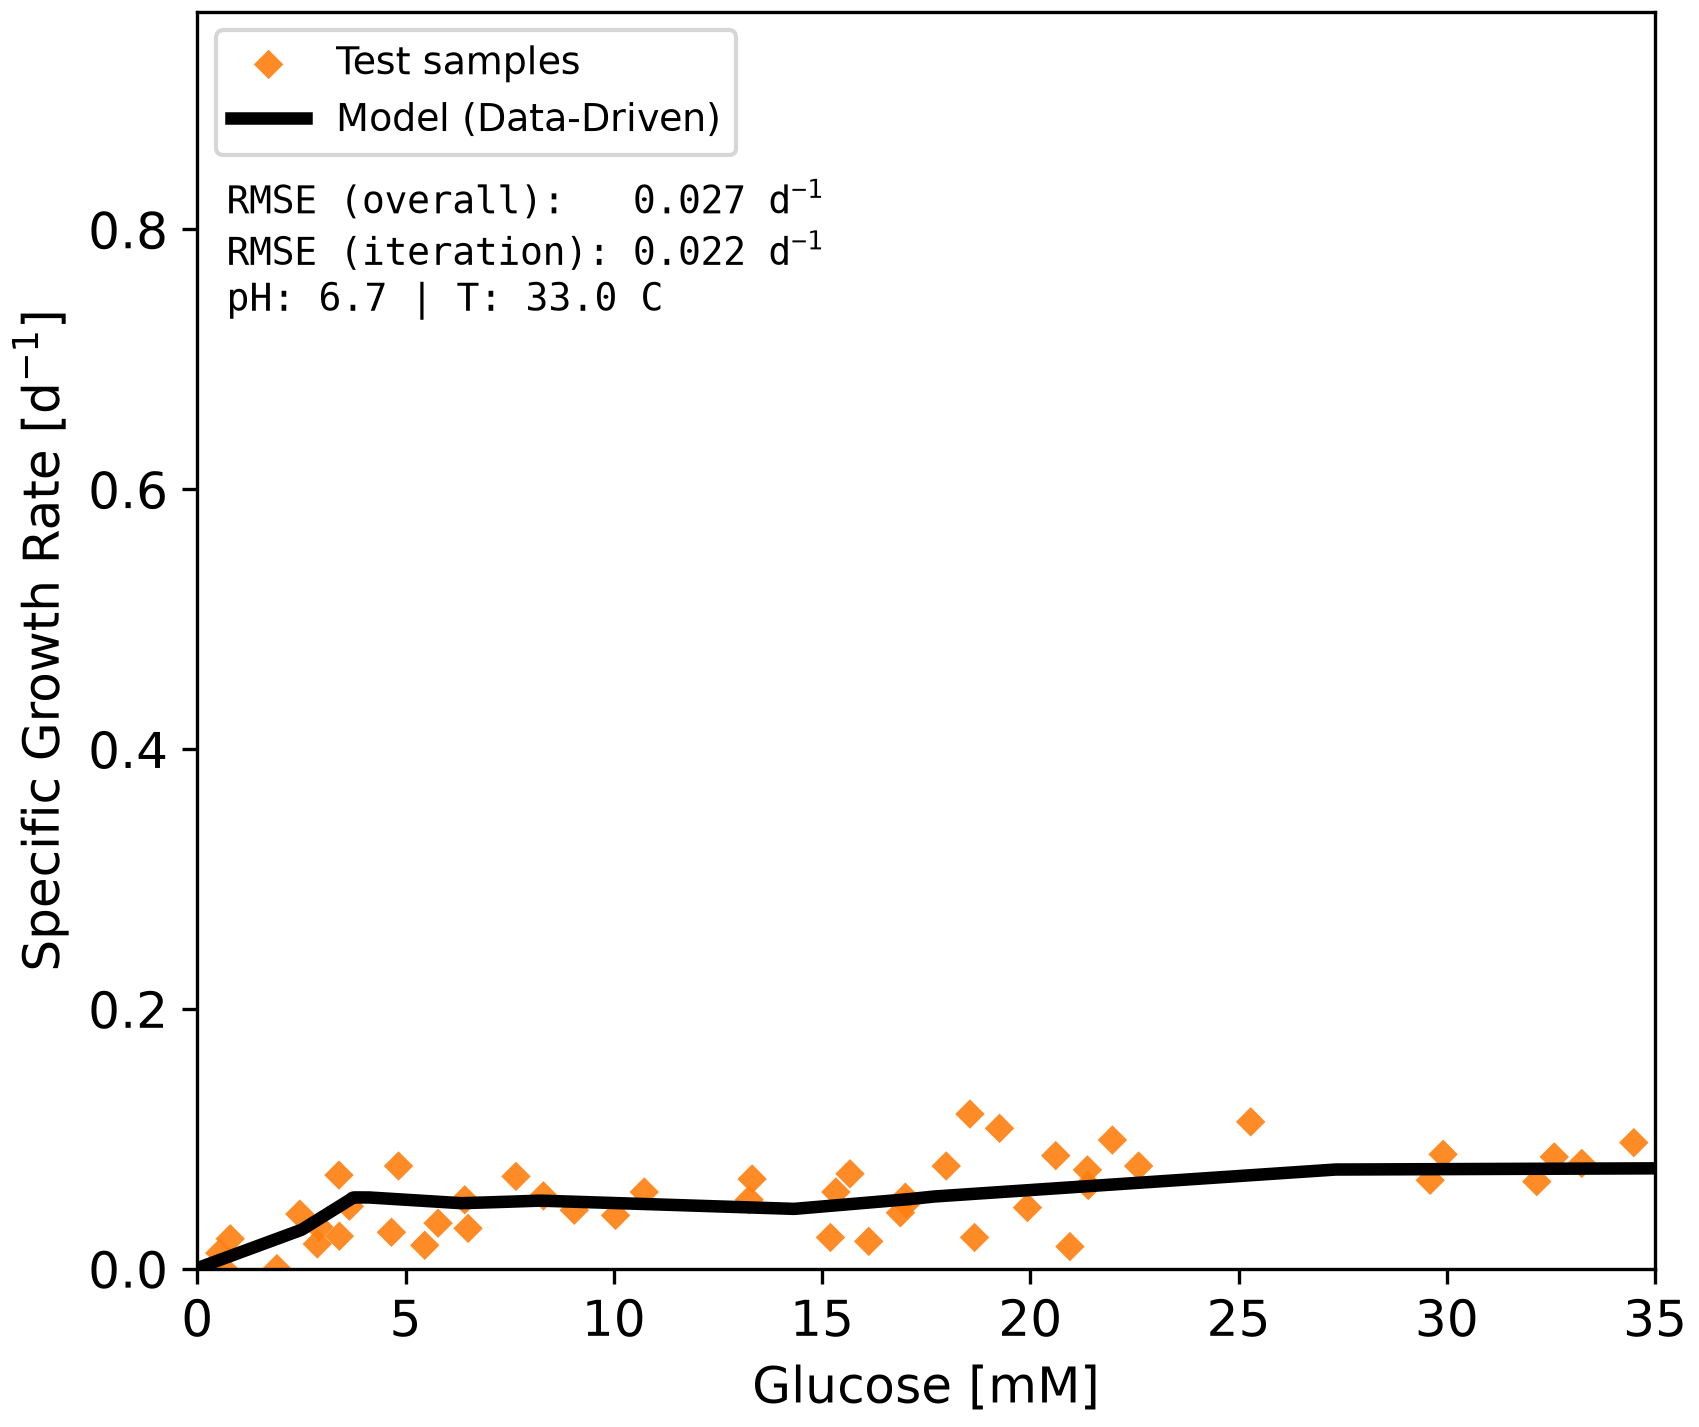 Test samples
Model (Data-Driven)
RMSE (overall):   0.027 d⁻¹
RMSE (iteration): 0.022 d⁻¹
pH: 6.7 | T: 33.0 C
Specific Growth Rate [d⁻¹]
0.8
0.6
0.4
0.2
0.0
0 5 10 15 20 25 30 35
Glucose [mM]